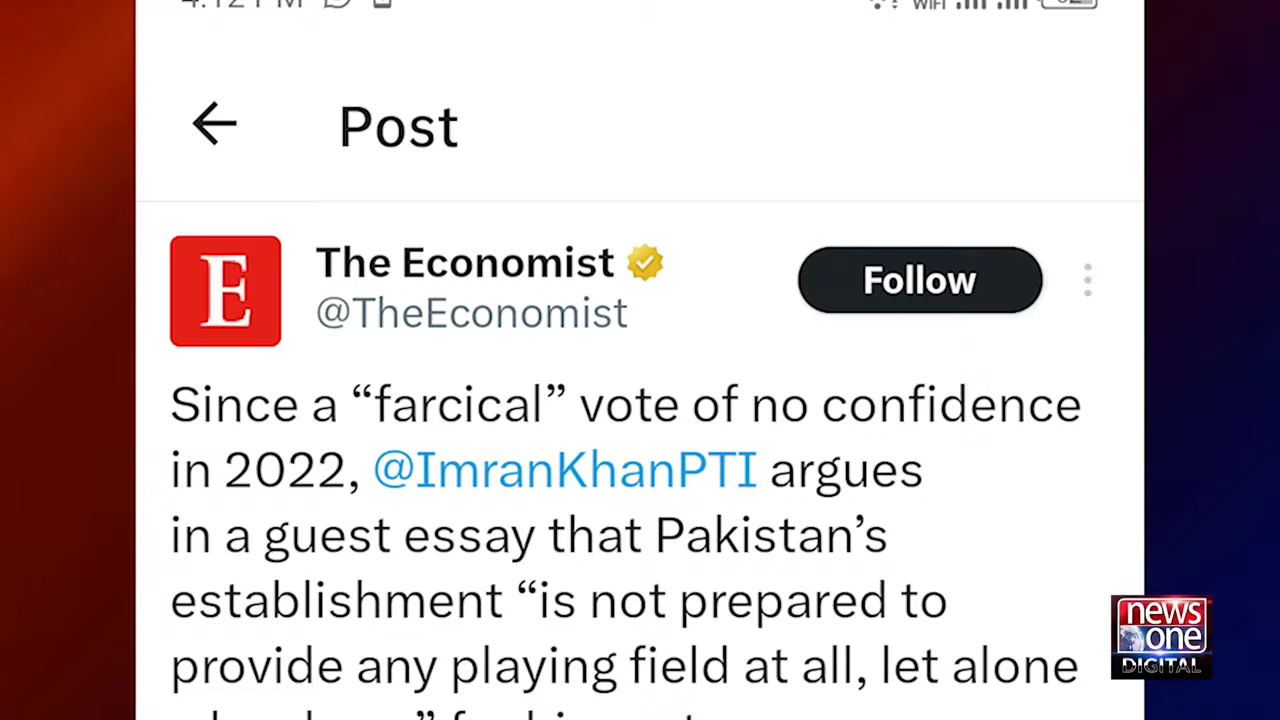 Post
The Economist
@TheEconomist
Follow
Since a “farcical” vote of no confidence
in 2022, @ImranKhanPTI argues
in a guest essay that Pakistan’s
establishment “is not prepared to
provide any playing field at all, let alone
news
one
DIGITAL